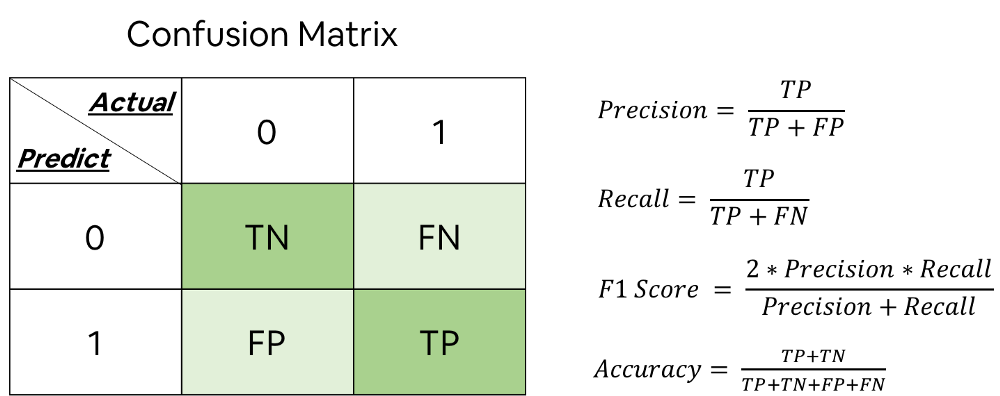 Confusion Matrix
Actual
Predict
0 1
0 TN FN
1 FP TP
Precision = TP / TP + FP
Recall = TP / TP + FN
F1 Score = 2 * Precision * Recall / Precision + Recall
Accuracy = TP+TN / TP+TN+FP+FN